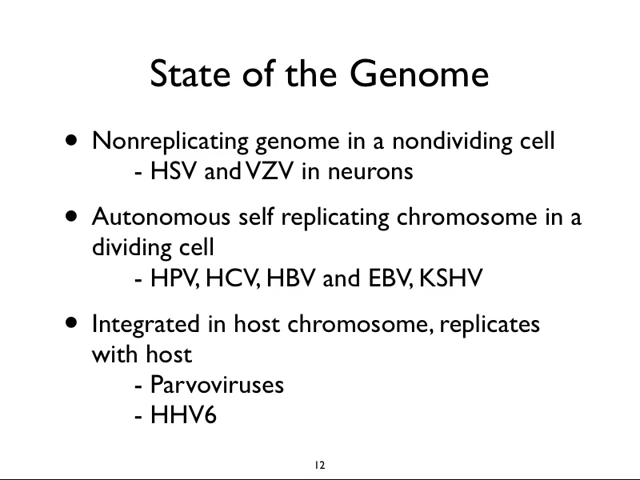 State of the Genome
• Nonreplicating genome in a nondividing cell
- HSV and VZV in neurons
• Autonomous self replicating chromosome in a
dividing cell
- HPV, HCV, HBV and EBV, KSHV
• Integrated in host chromosome, replicates
with host
- Parvoviruses
- HHV6
12